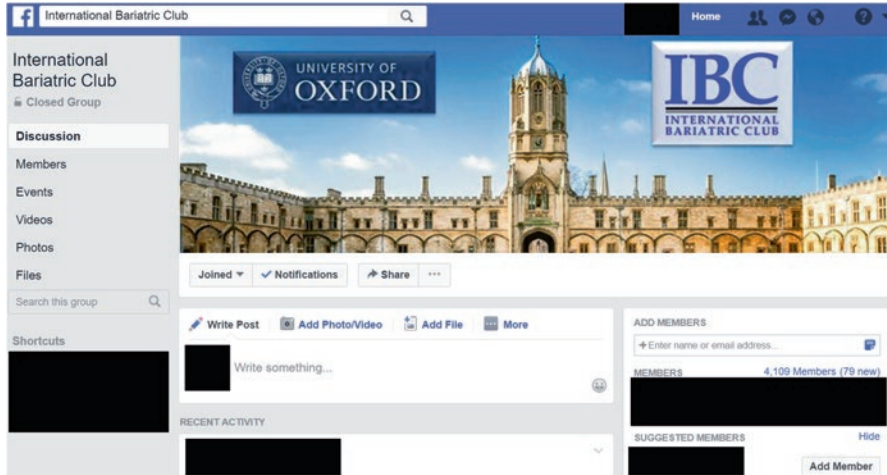 International Bariatric Club
Home
International
Bariatric Club
Closed Group
Discussion
Members
Events
Videos
Photos
Files
Search this group
Shortcuts
UNIVERSITY OF
OXFORD
IBC
INTERNATIONAL
BARIATRIC CLUB
Joined
Notifications
Share
Write Post
Add Photo/Video
Add File
More
Write something...
RECENT ACTIVITY
ADD MEMBERS
+Enter name or email address...
MEMBERS 4,109 Members (79 new)
SUGGESTED MEMBERS Hide
Add Member